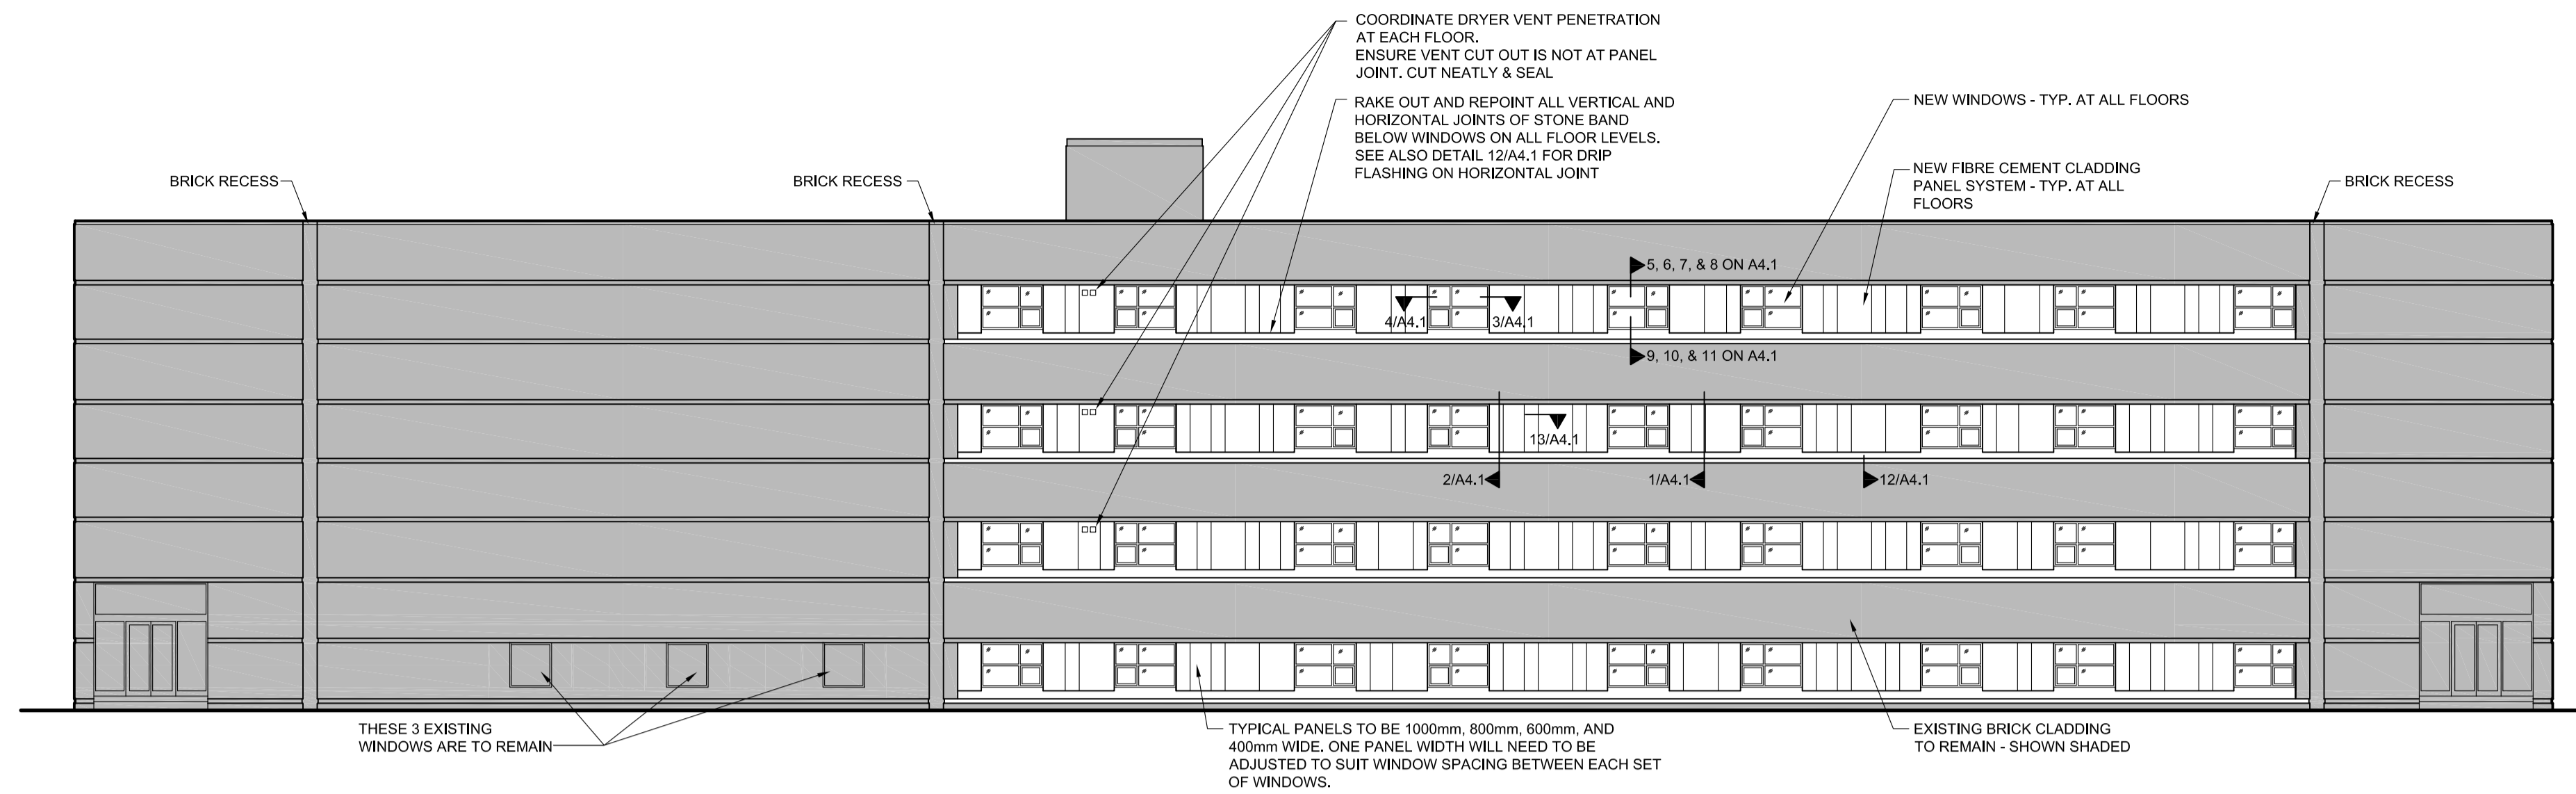 COORDINATE DRYER VENT PENETRATION
AT EACH FLOOR.
ENSURE VENT CUT OUT IS NOT AT PANEL
JOINT. CUT NEATLY & SEAL
RAKE OUT AND REPOINT ALL VERTICAL AND
HORIZONTAL JOINTS OF STONE BAND
BELOW WINDOWS ON ALL FLOOR LEVELS.
SEE ALSO DETAIL 12/A4.1 FOR DRIP
FLASHING ON HORIZONTAL JOINT
NEW WINDOWS - TYP. AT ALL FLOORS
NEW FIBRE CEMENT CLADDING
PANEL SYSTEM - TYP. AT ALL
FLOORS
BRICK RECESS
BRICK RECESS
BRICK RECESS
5, 6, 7, & 8 ON A4.1
4/A4.1
3/A4.1
9, 10, & 11 ON A4.1
13/A4.1
2/A4.1
1/A4.1
12/A4.1
THESE 3 EXISTING
WINDOWS ARE TO REMAIN
TYPICAL PANELS TO BE 1000mm, 800mm, 600mm, AND
400mm WIDE. ONE PANEL WIDTH WILL NEED TO BE
ADJUSTED TO SUIT WINDOW SPACING BETWEEN EACH SET
OF WINDOWS.
EXISTING BRICK CLADDING
TO REMAIN - SHOWN SHADED